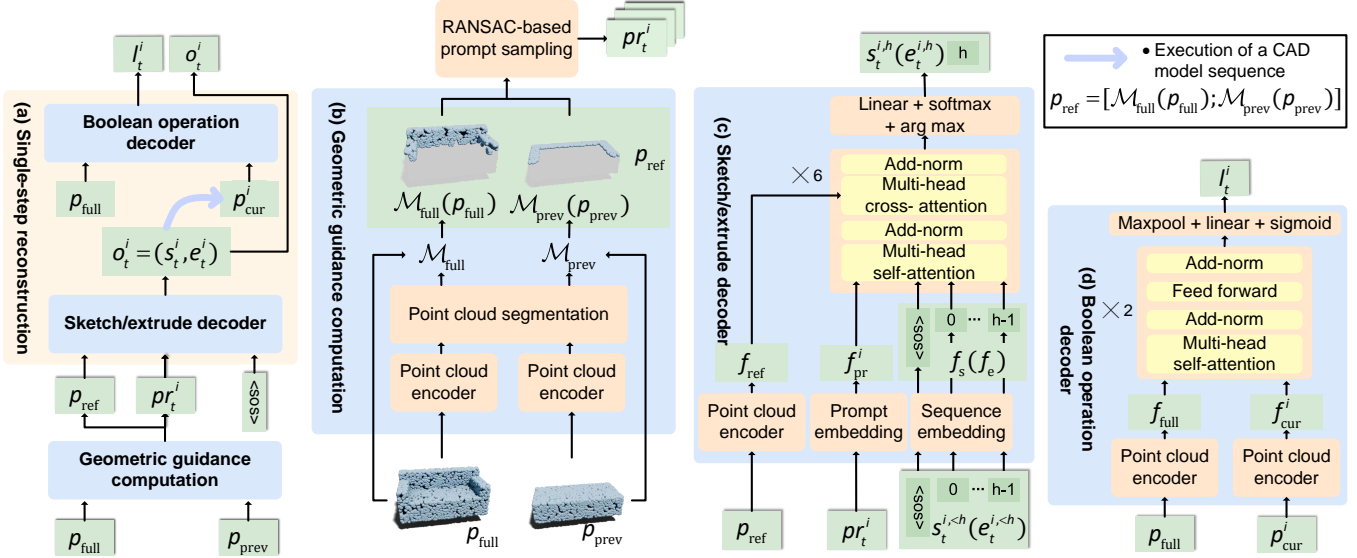 (a) Single-step reconstruction
l_t^i
o_t^i
Boolean operation
decoder
p_full
p_cur^i
o_t^i = (s_t^i, e_t^i)
Sketch/extrude decoder
p_ref
pr_t^i
<sos>
Geometric guidance
computation
p_full
p_prev
(b) Geometric guidance computation
RANSAC-based
prompt sampling
pr_t^i
p_ref
M_full(p_full)
M_prev(p_prev)
M_full
M_prev
Point cloud segmentation
Point cloud
encoder
Point cloud
encoder
p_full
p_prev
(c) Sketch/extrude
decoder
s_t^{i,h}(e_t^{i,h})
h
Linear + softmax
+ arg max
× 6
Add-norm
Multi-head
cross- attention
Add-norm
Multi-head
self-attention
<sos>
0 ... h-1
f_ref
f_pr^i
f_s(f_e)
Point cloud
encoder
Prompt
embedding
Sequence
embedding
<sos>
0 ... h-1
p_ref
pr_t^i
s_t^{i,<h}(e_t^{i,<h})
• Execution of a CAD
model sequence
p_ref = [M_full(p_full); M_prev(p_prev)]
(d) Boolean operation
decoder
l_t^i
Maxpool + linear + sigmoid
× 2
Add-norm
Feed forward
Add-norm
Multi-head
self-attention
f_full
f_cur^i
Point cloud
encoder
Point cloud
encoder
p_full
p_cur^i